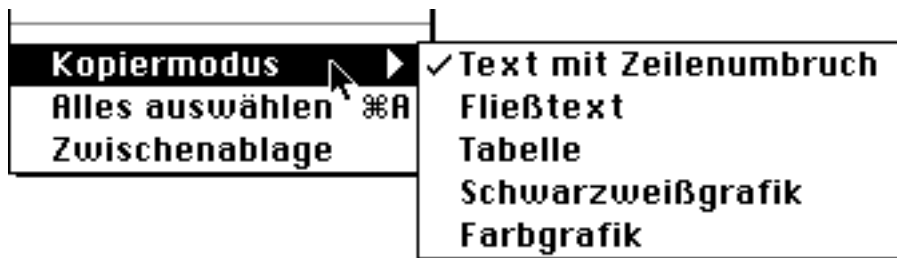 Kopiermodus
Alles auswählen ⌘A
Zwischenablage
✓Text mit Zeilenumbruch
Fließtext
Tabelle
Schwarzweißgrafik
Farbgrafik